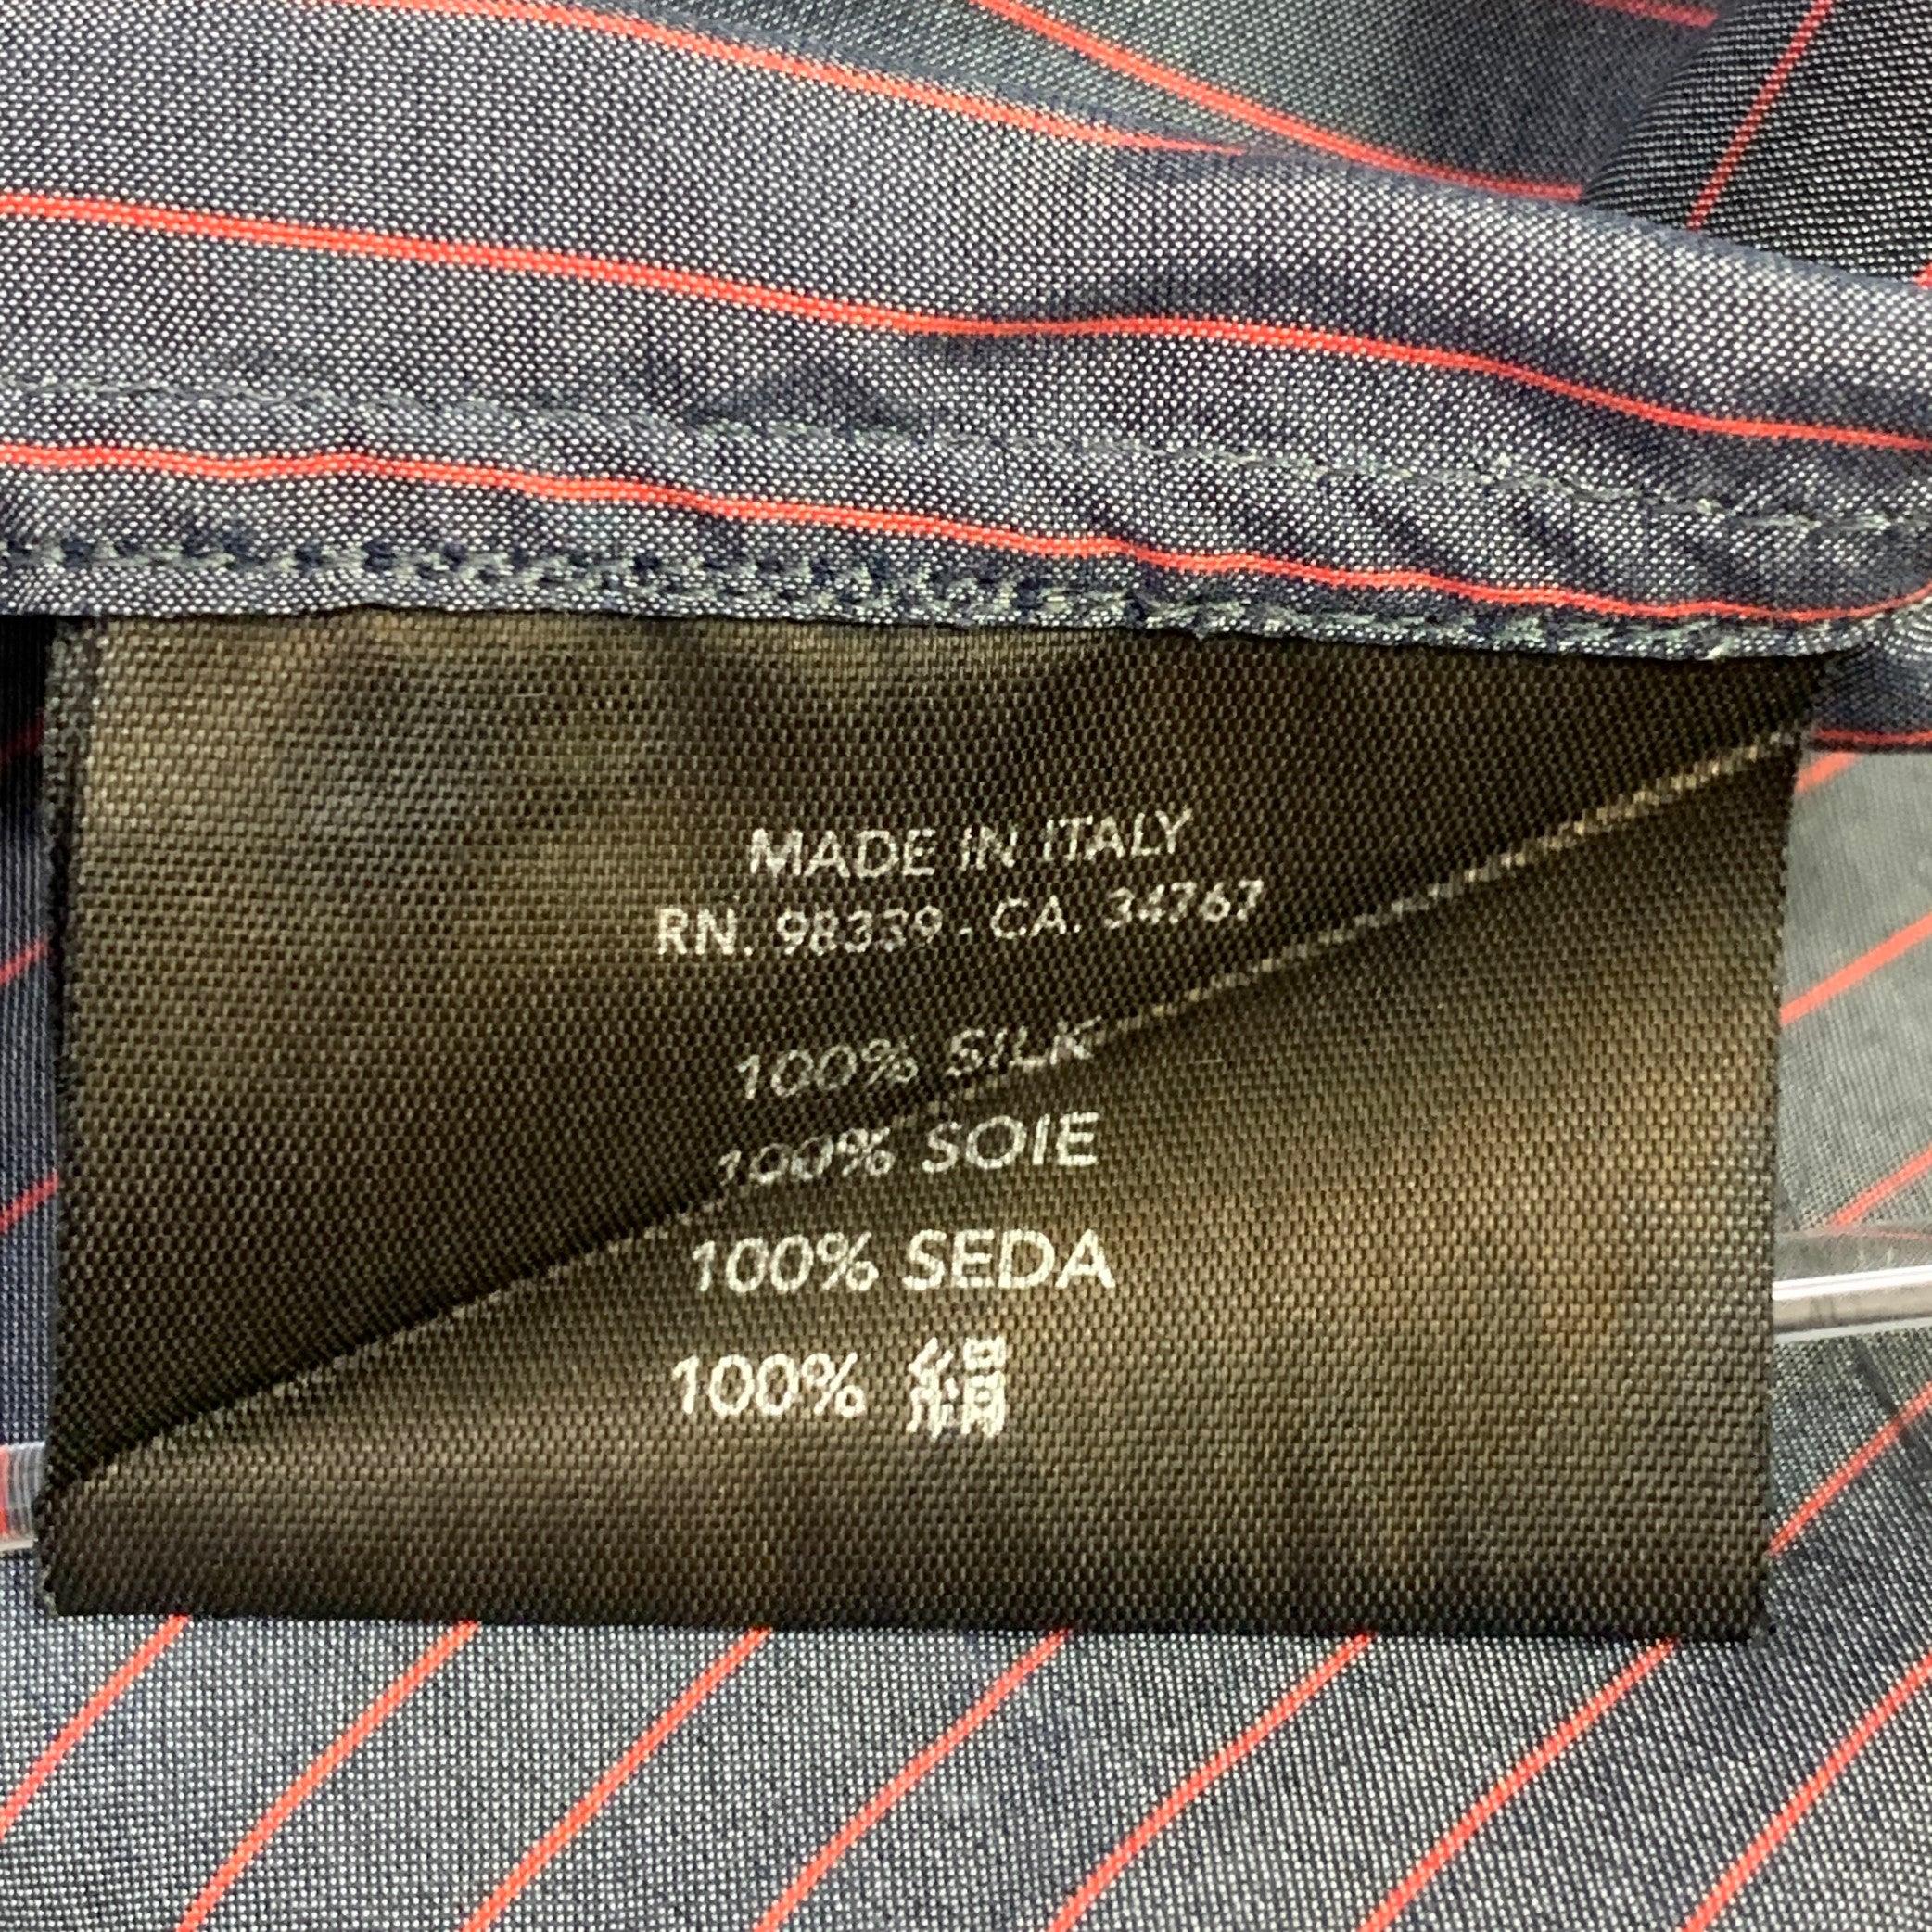 MADE IN ITALY
RN. 98339 - CA. 34767
100% SILK
100% SOIE
100% SEDA
100% 絹